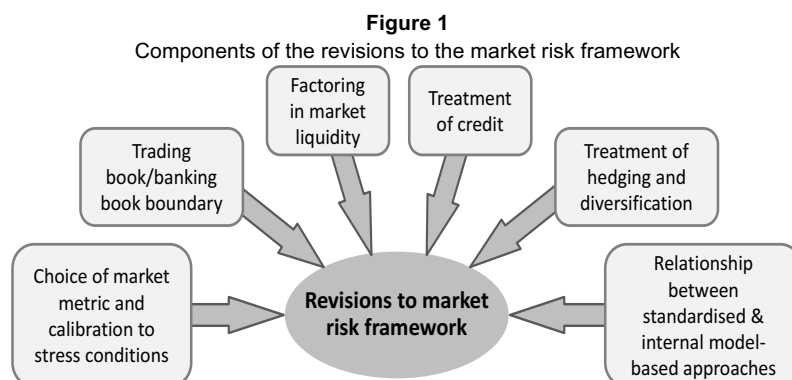 Figure 1
Components of the revisions to the market risk framework
Factoring
in market
liquidity
Treatment
of credit
Trading
book/banking
book boundary
Treatment of
hedging and
diversification
Choice of market
metric and
calibration to
stress conditions
Revisions to market
risk framework
Relationship
between
standardised &
internal model-
based approaches